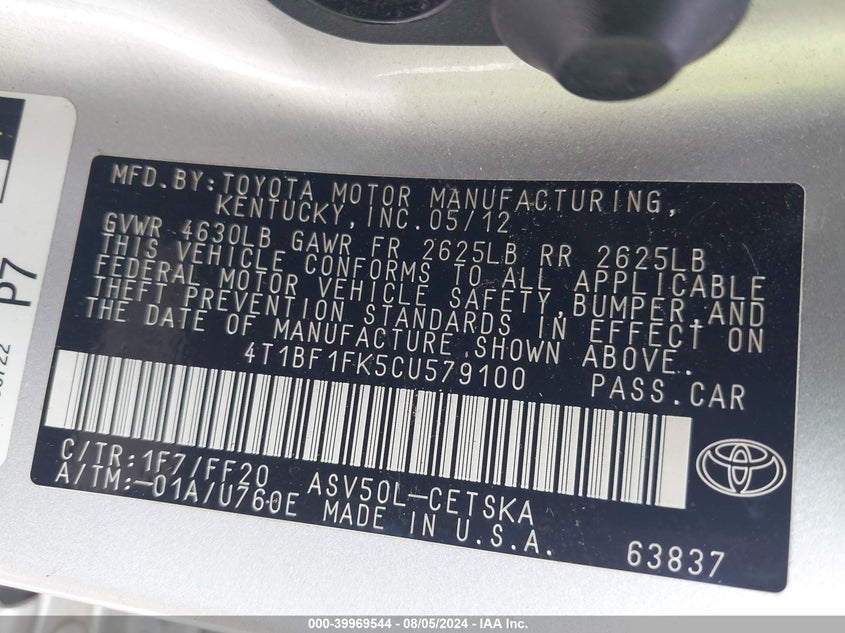 MFD.BY:TOYOTA MOTOR MANUFACTURING,
KENTUCKY,INC.05/12
GVWR 4630LB GAWR FR 2625LB RR 2625LB
THIS VEHICLE CONFORMS TO ALL APPLICABLE
FEDERAL MOTOR VEHICLE SAFETY,BUMPER,AND
THEFT PREVENTION STANDARDS IN EFFECT ON
THE DATE OF MANUFACTURE SHOWN ABOVE.
4T1BF1FK5CU579100 PASS.CAR
C/TR:1F7/FF20 ASV50L-CETSKA
A/TM:-01A/U760E MADE IN U.S.A.
63837
P7
000-39969544 — 08/05/2024 — IAA Inc.